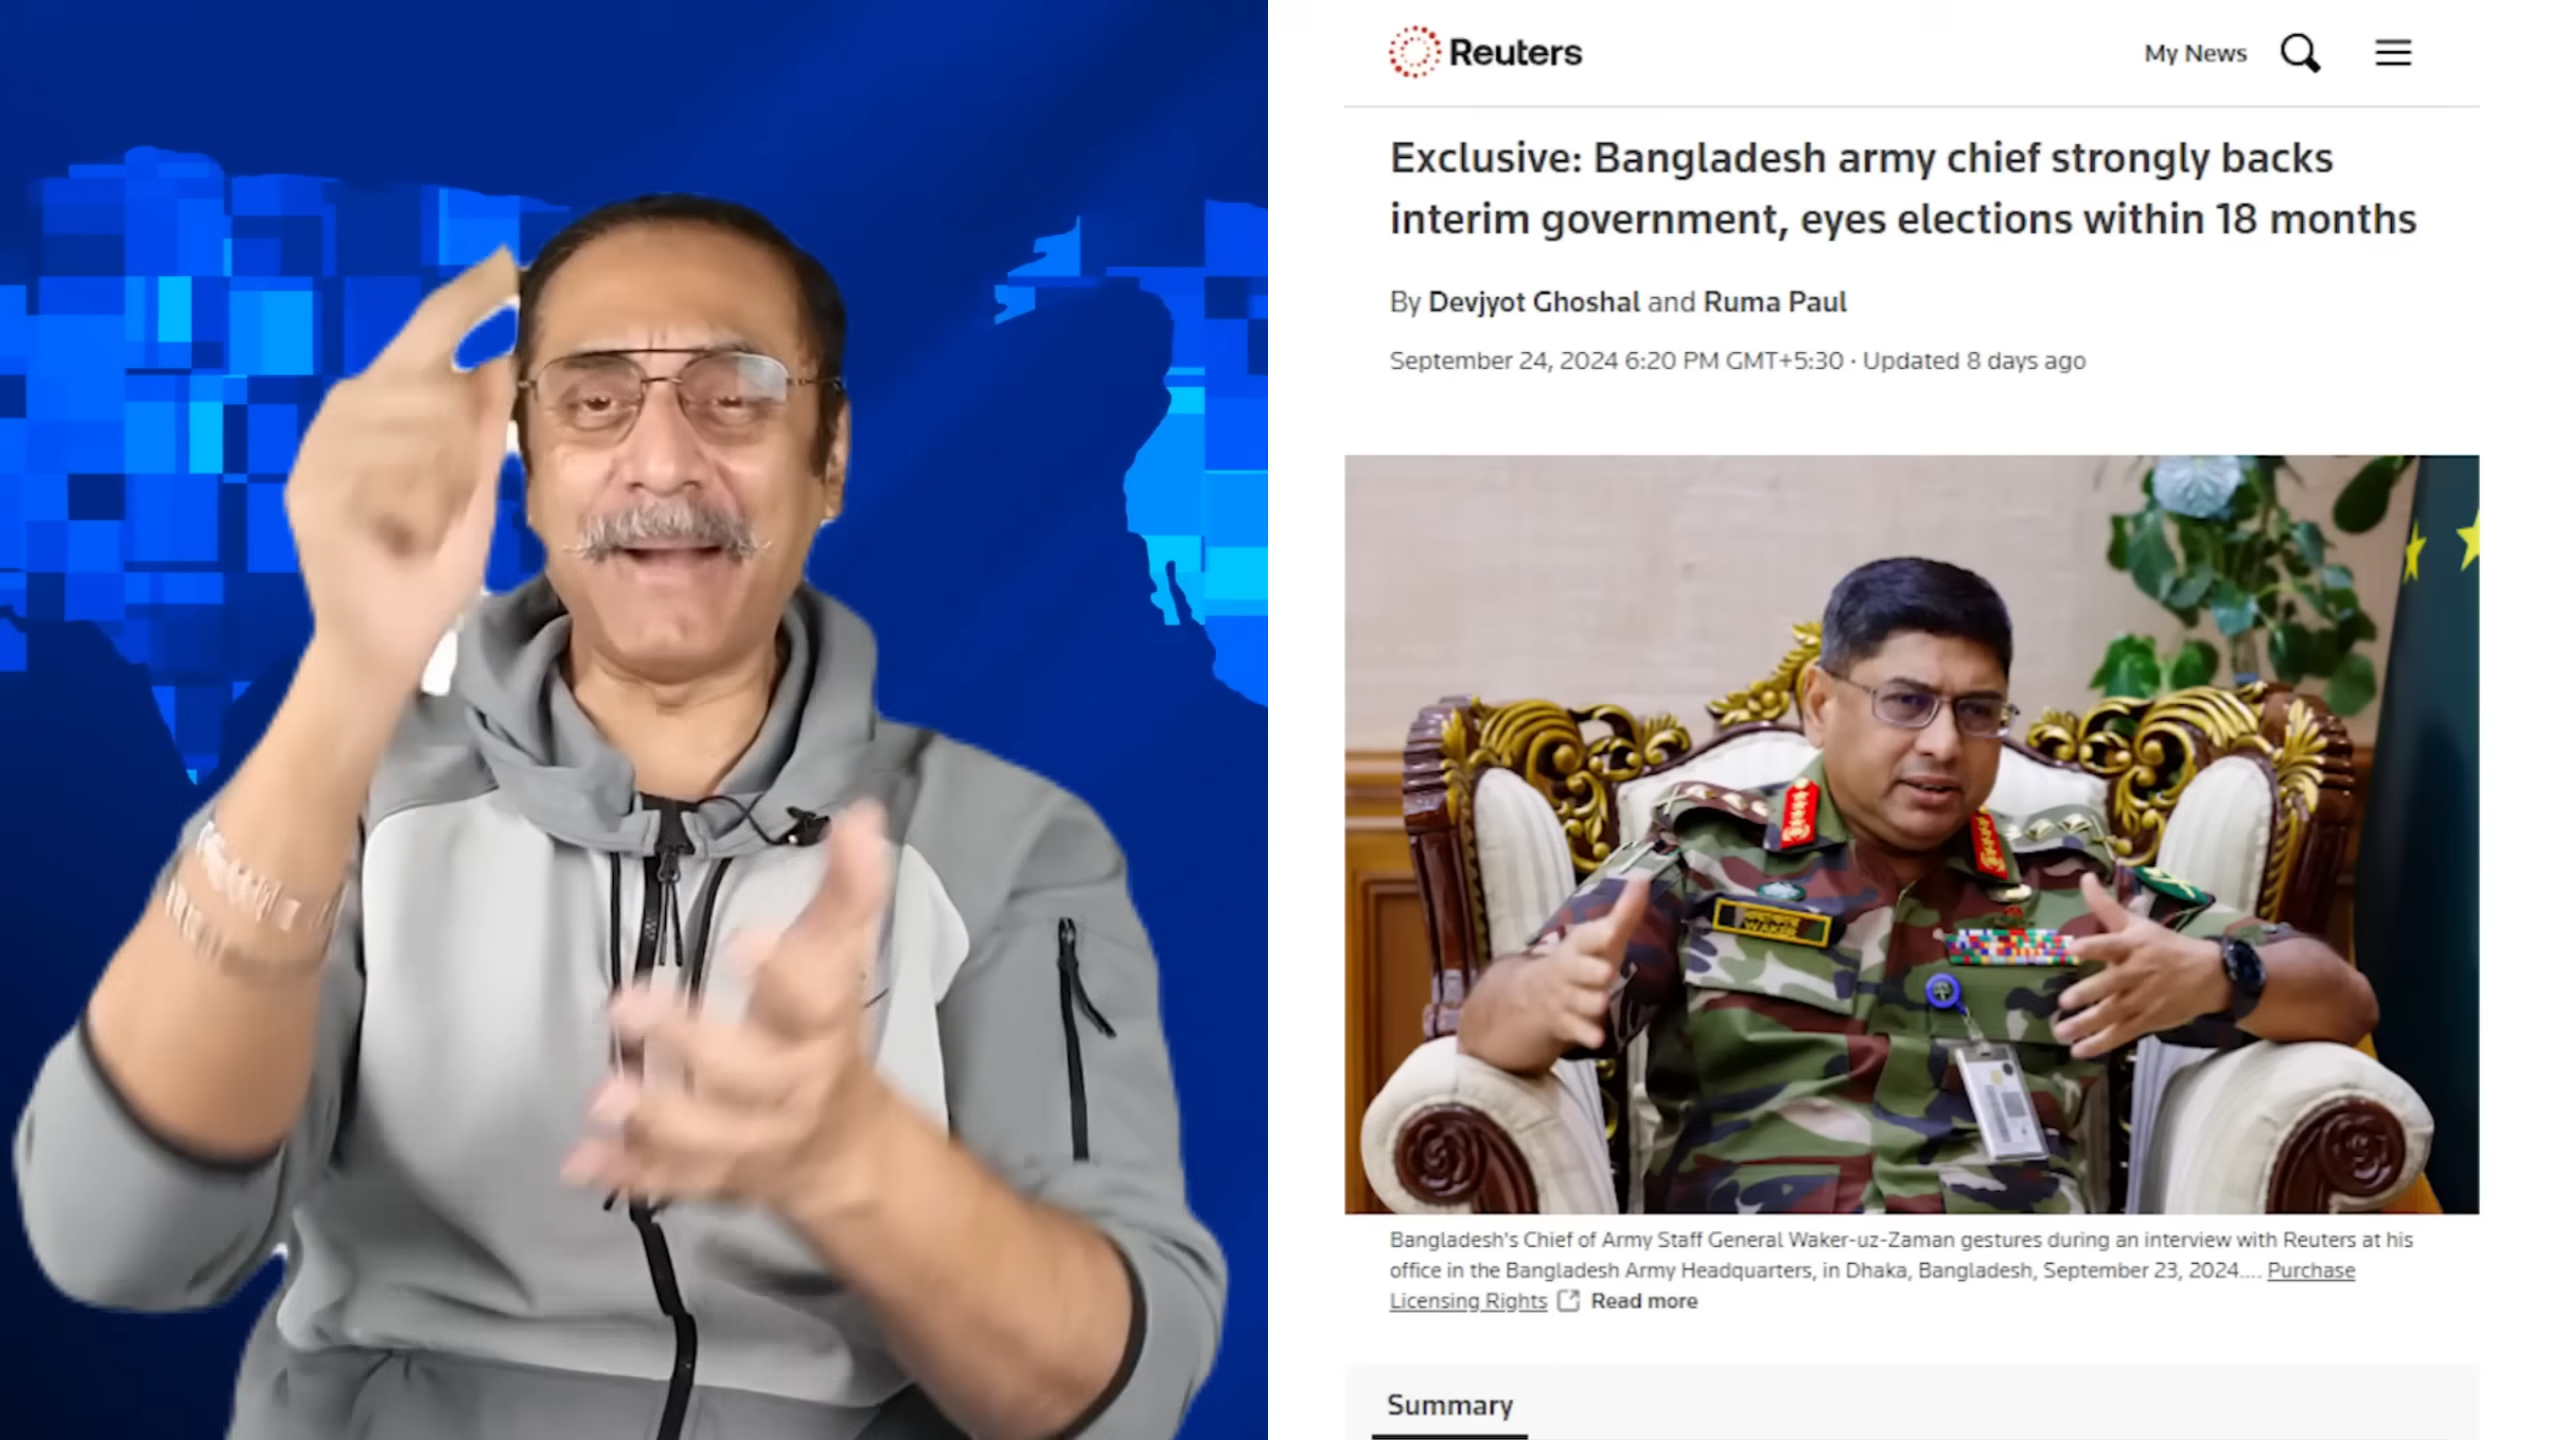 Reuters
My News
Exclusive: Bangladesh army chief strongly backs
interim government, eyes elections within 18 months
By Devjyot Ghoshal and Ruma Paul
September 24, 2024 6:20 PM GMT+5:30 · Updated 8 days ago
WAKER
Bangladesh's Chief of Army Staff General Waker-uz-Zaman gestures during an interview with Reuters at his
office in the Bangladesh Army Headquarters, in Dhaka, Bangladesh, September 23, 2024.... Purchase
Licensing Rights Read more
Summary